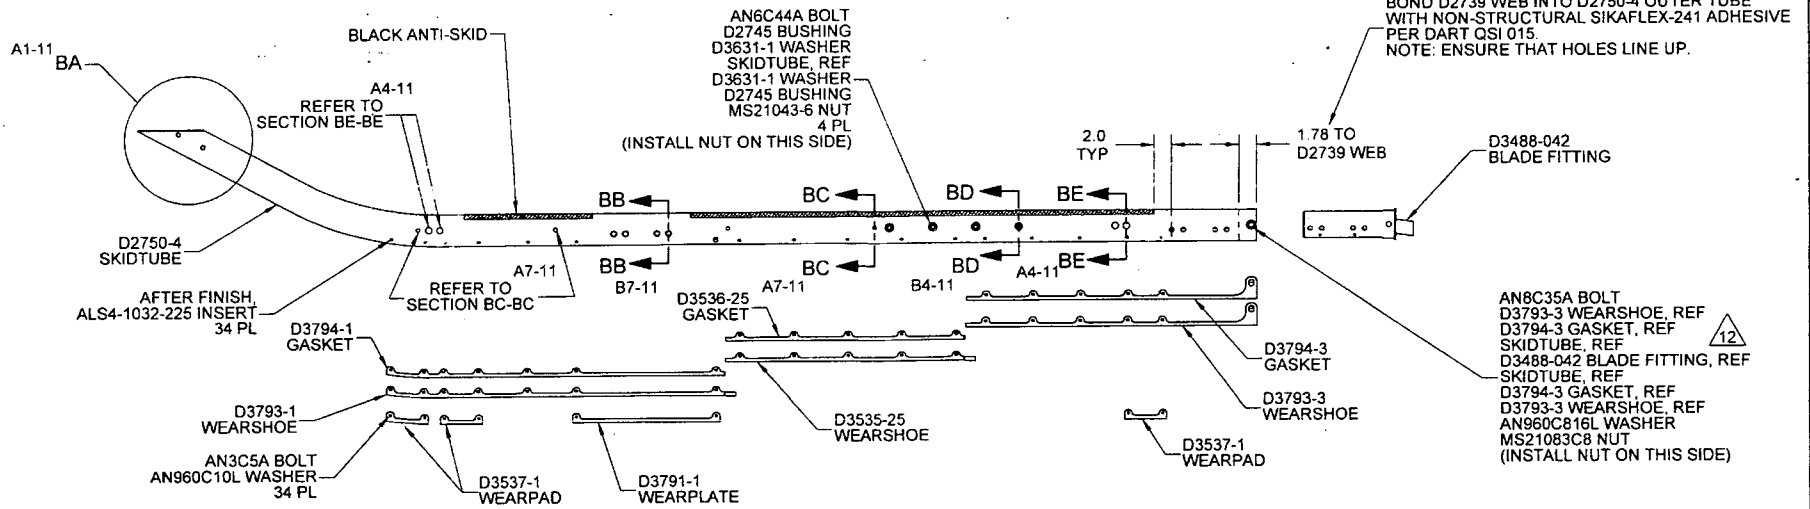 BOND D2739 WEB INTO D2750-4 OUTER TUBE
WITH NON-STRUCTURAL SIKAFLEX-241 ADHESIVE
PER DART QSI 015.
NOTE: ENSURE THAT HOLES LINE UP.
AN6C44A BOLT
D2745 BUSHING
D3631-1 WASHER
SKIDTUBE, REF
D3631-1 WASHER
D2745 BUSHING
MS21043-6 NUT
4 PL
(INSTALL NUT ON THIS SIDE)
BLACK ANTI-SKID
A1-11
BA
A4-11
REFER TO
SECTION BE-BE
2.0
TYP
1.78 TO
D2739 WEB
D3488-042
BLADE FITTING
BB
BC
BD
BE
D2750-4
SKIDTUBE
BB
BC
BD
BE
A7-11
B7-11
A7-11
B4-11
A4-11
REFER TO
SECTION BC-BC
AFTER FINISH,
ALS4-1032-225 INSERT
34 PL
D3536-25
GASKET
D3794-1
GASKET
D3794-3
GASKET
AN8C35A BOLT
D3793-3 WEARSHOE, REF
D3794-3 GASKET, REF
SKIDTUBE, REF
D3488-042 BLADE FITTING, REF
SKIDTUBE, REF
D3794-3 GASKET, REF
D3793-3 WEARSHOE, REF
AN960C816L WASHER
MS21083C8 NUT
(INSTALL NUT ON THIS SIDE)
12
D3793-1
WEARSHOE
D3535-25
WEARSHOE
D3793-3
WEARSHOE
AN3C5A BOLT
AN960C10L WASHER
34 PL
D3537-1
WEARPAD
D3791-1
WEARPLATE
D3537-1
WEARPAD